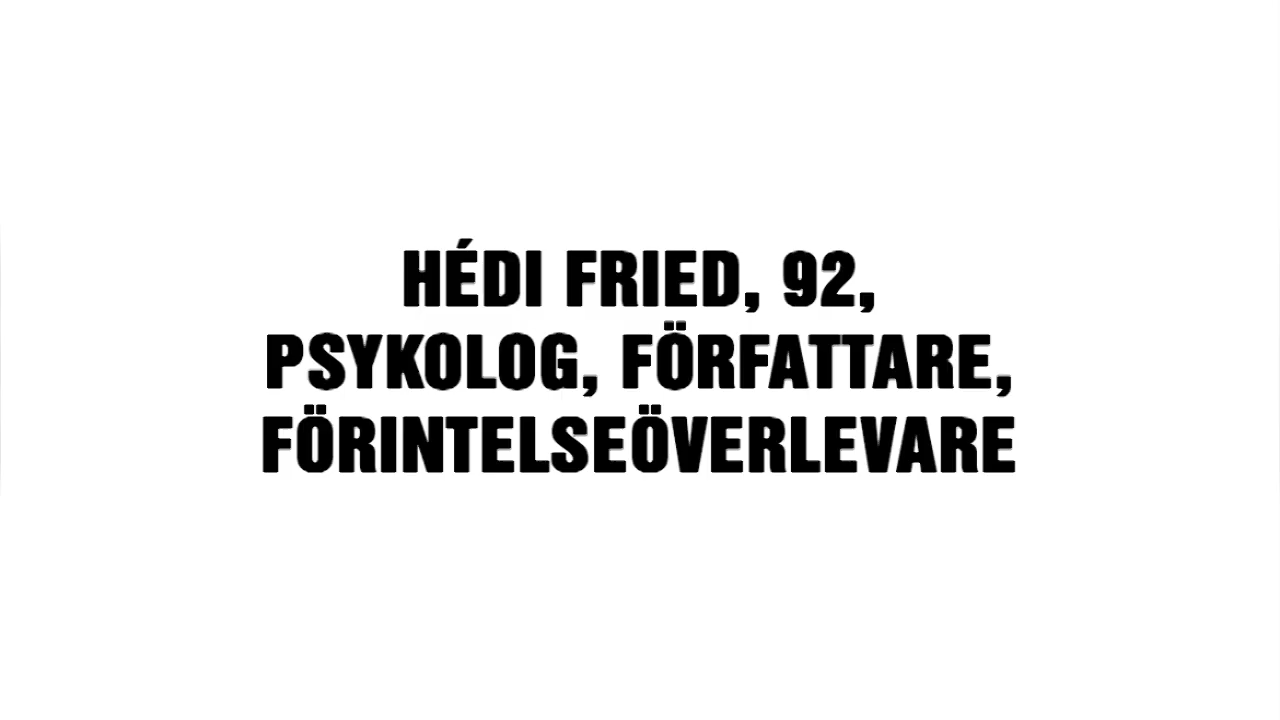 HÉDI FRIED, 92,
PSYKOLOG, FÖRFATTARE,
FÖRINTELSEÖVERLEVARE